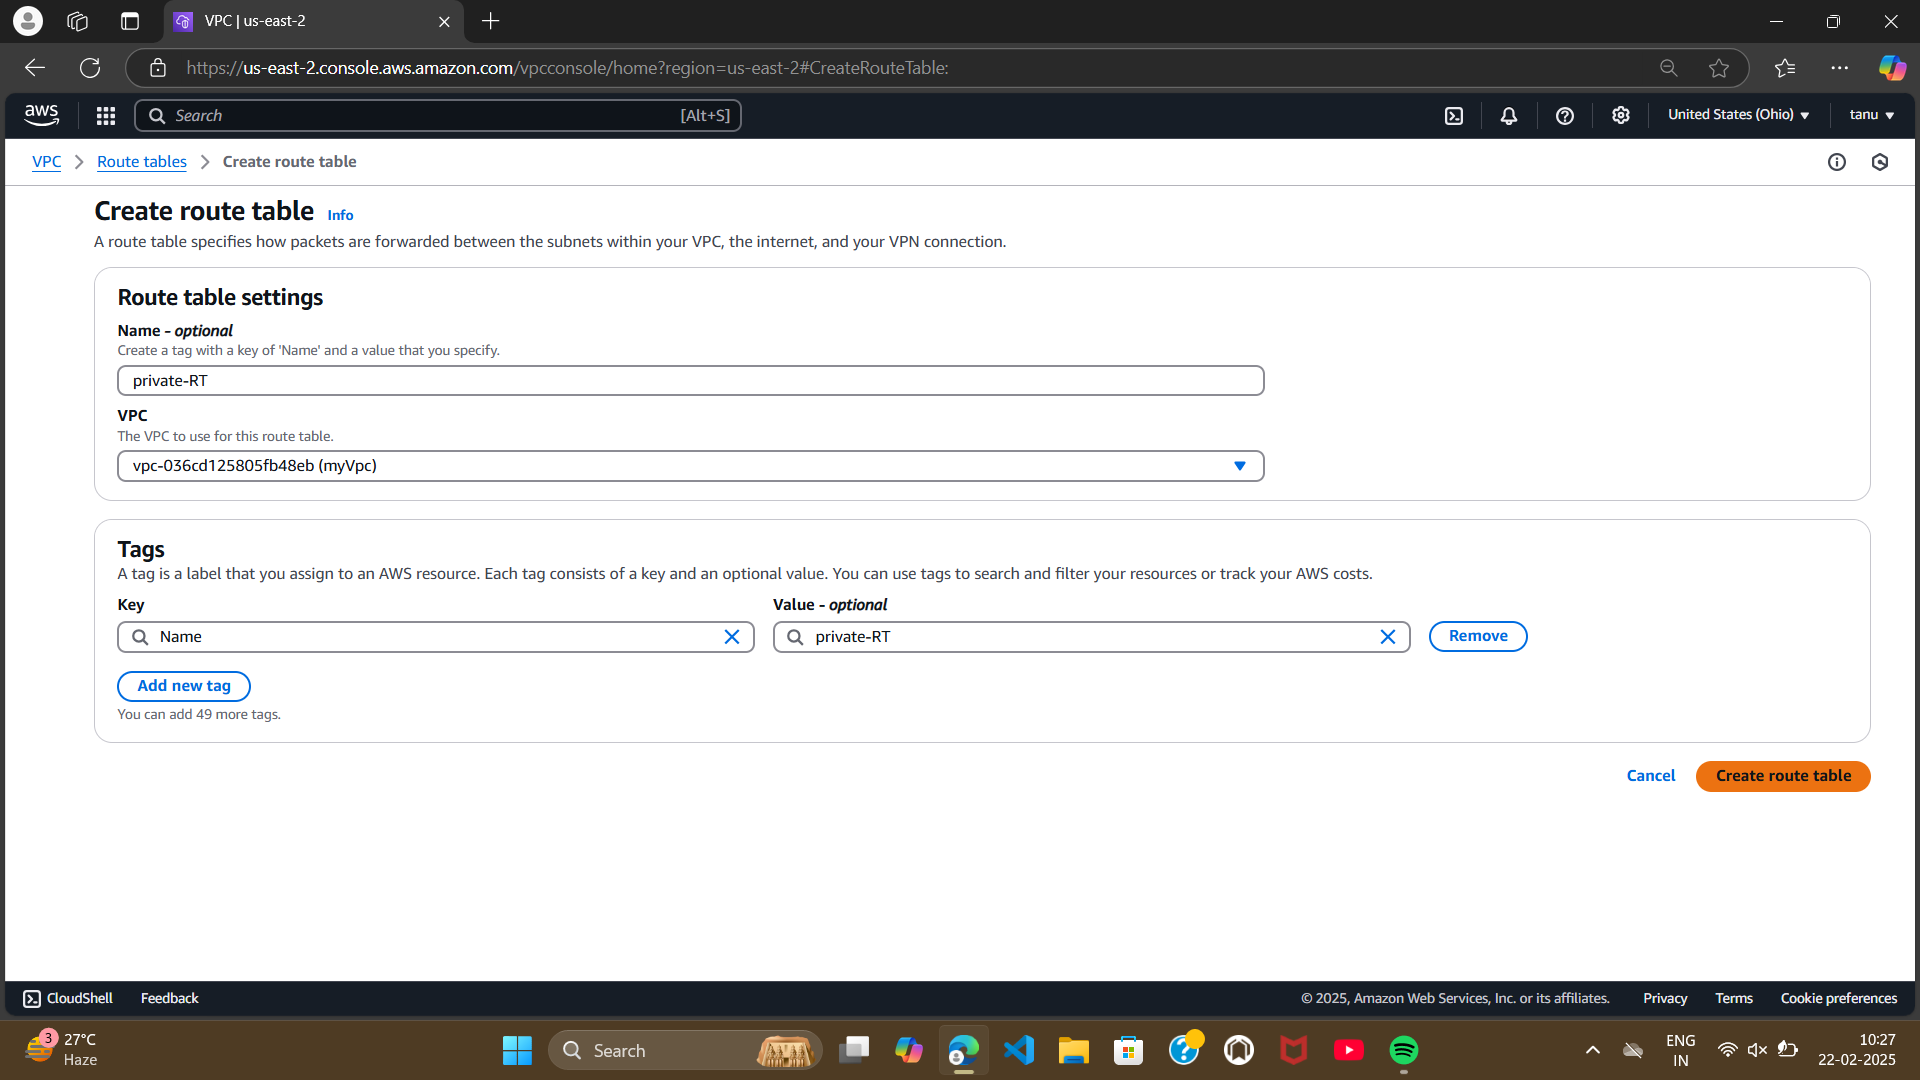 VPC | us-east-2
https://us-east-2.console.aws.amazon.com/vpcconsole/home?region=us-east-2#CreateRouteTable:
aws
Search [Alt+S]
United States (Ohio)
tanu
VPC
Route tables
Create route table
Create route table
Info
A route table specifies how packets are forwarded between the subnets within your VPC, the internet, and your VPN connection.
Route table settings
Name - optional
Create a tag with a key of 'Name' and a value that you specify.
private-RT
VPC
The VPC to use for this route table.
vpc-036cd125805fb48eb (myVpc)
Tags
A tag is a label that you assign to an AWS resource. Each tag consists of a key and an optional value. You can use tags to search and filter your resources or track your AWS costs.
Key
Value - optional
Name
private-RT
Remove
Add new tag
You can add 49 more tags.
Cancel
Create route table
CloudShell
Feedback
© 2025, Amazon Web Services, Inc. or its affiliates.
Privacy
Terms
Cookie preferences
3
27°C
Haze
Search
ENG
IN
10:27
22-02-2025